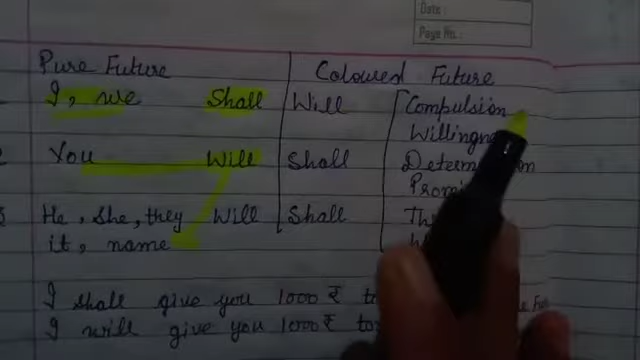 Date:
Page No.:
Pure Future Coloured Future
I, we Shall Will Compulsion
You Will Shall
He, she, they Will Shall
it, name
I shall give you 1000 ₹
I will give you 1000 ₹